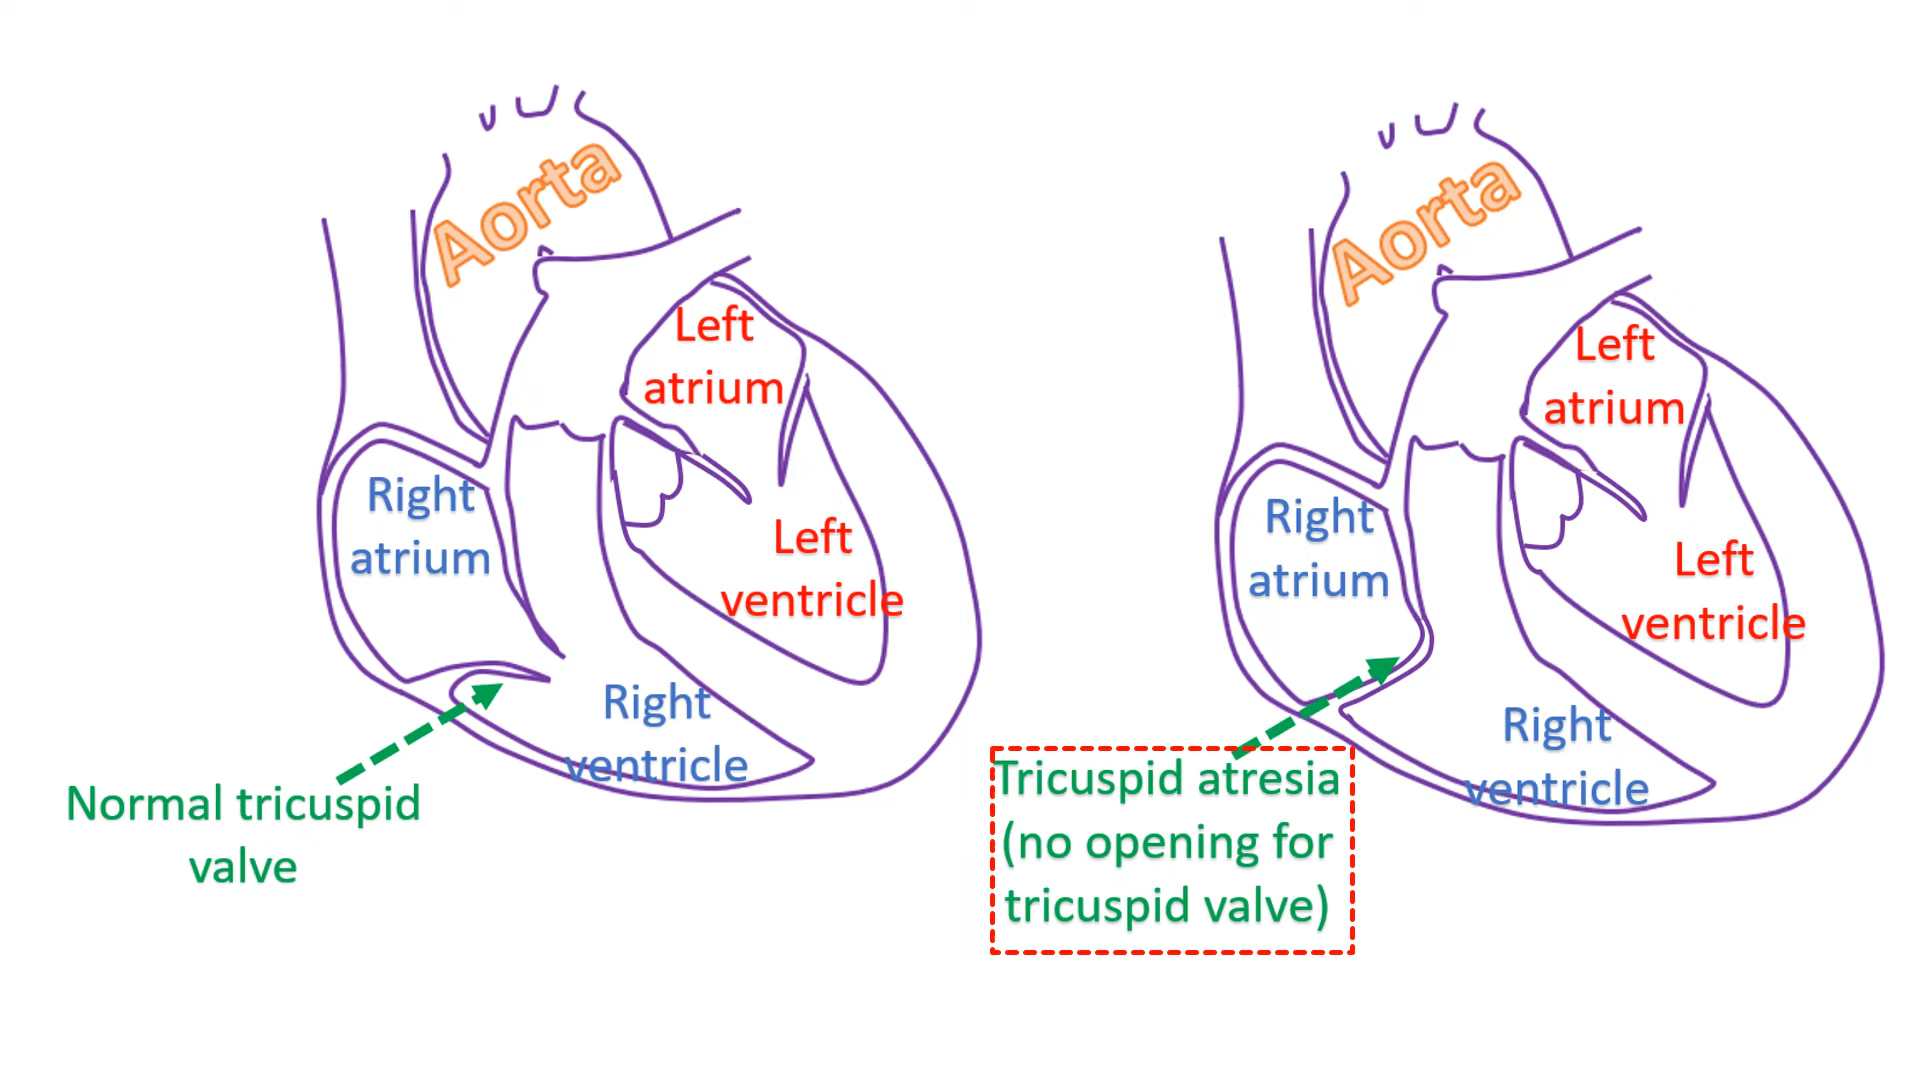 Aorta
Left
atrium
Right
atrium
Left
ventricle
Right
ventricle
Normal tricuspid
valve
Aorta
Left
atrium
Right
atrium
Left
ventricle
Right
ventricle
Tricuspid atresia
(no opening for
tricuspid valve)